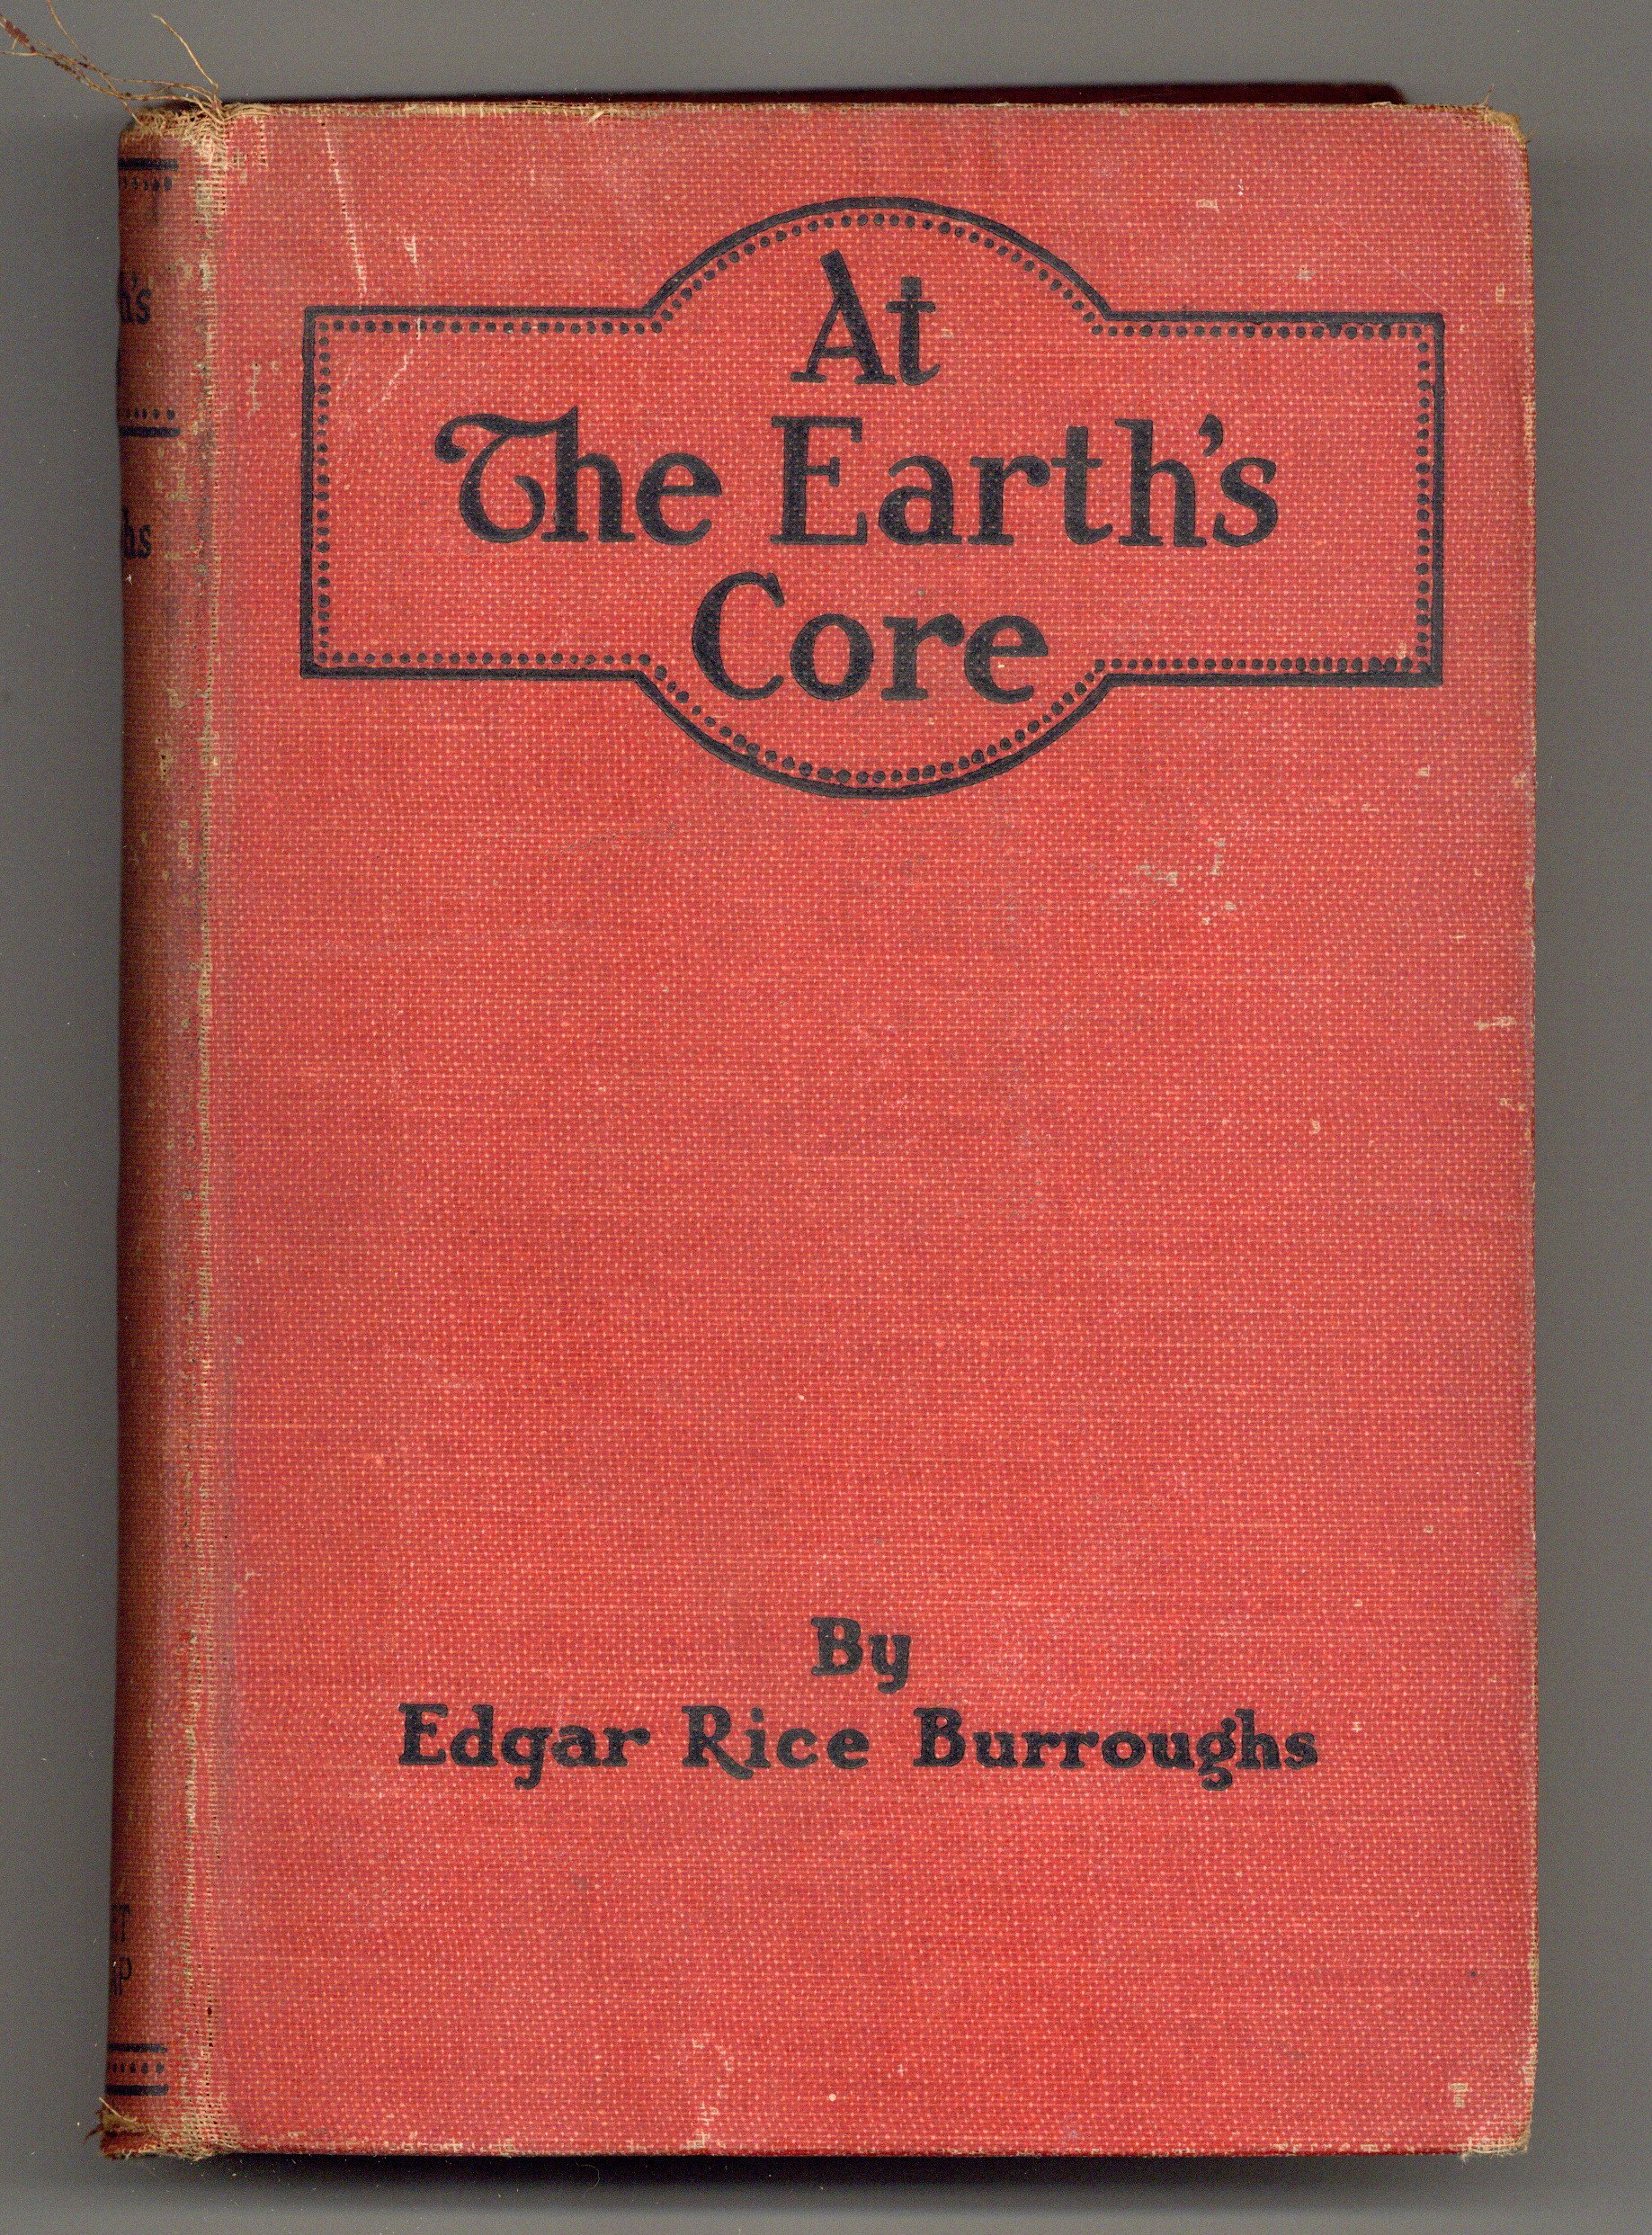 At
The Earth's
Core
By
Edgar Rice Burroughs